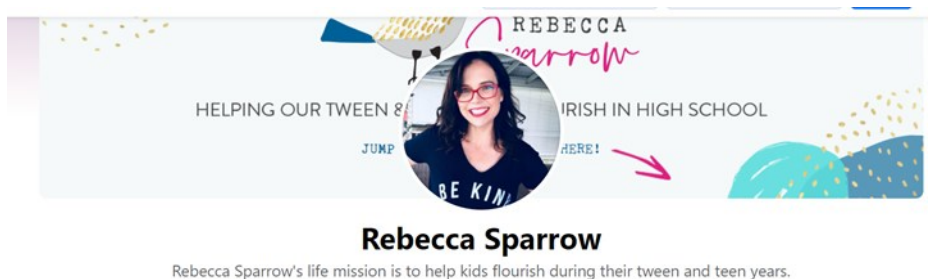 REBECCA
Sparrow
HELPING OUR TWEEN & RISH IN HIGH SCHOOL
JUMP HERE!
BE KIND
Rebecca Sparrow
Rebecca Sparrow's life mission is to help kids flourish during their tween and teen years.